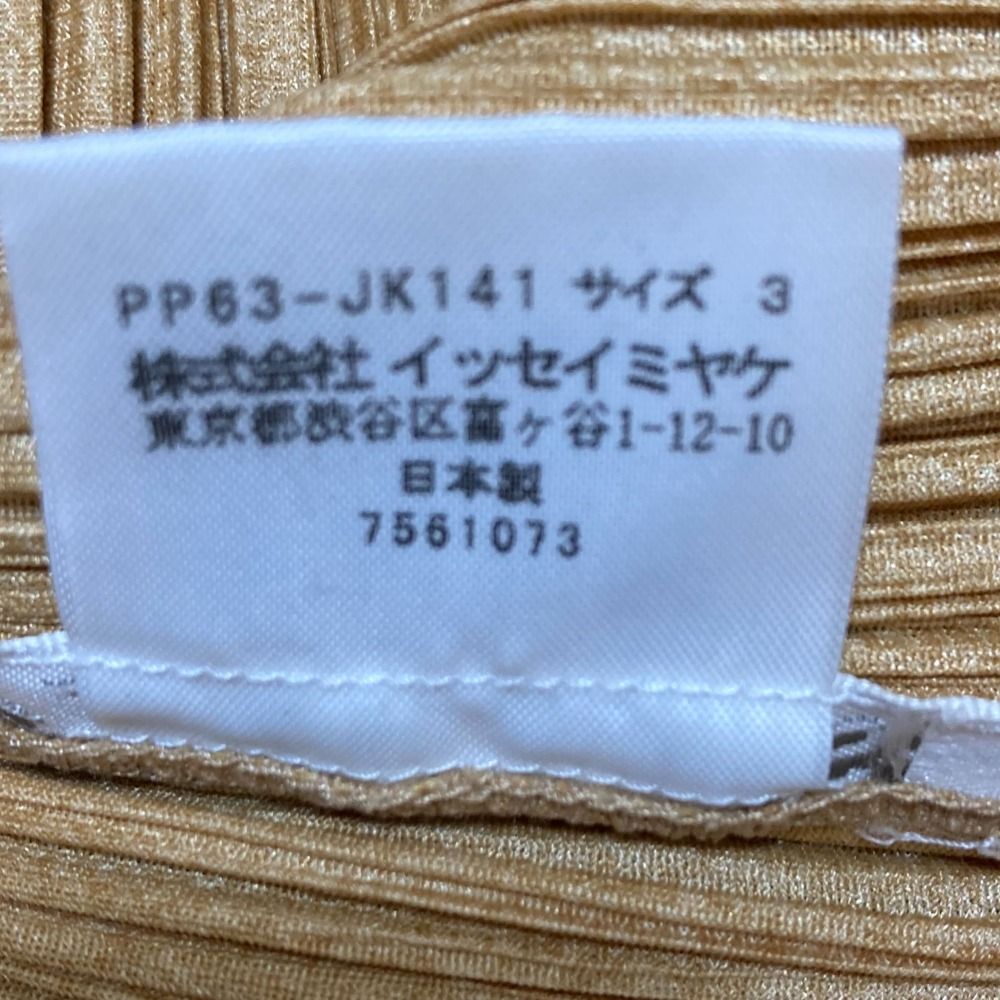 PP63-JK141 サイズ 3
株式会社 イッセイミヤケ
東京都渋谷区富ヶ谷1-12-10
日本製
7561073